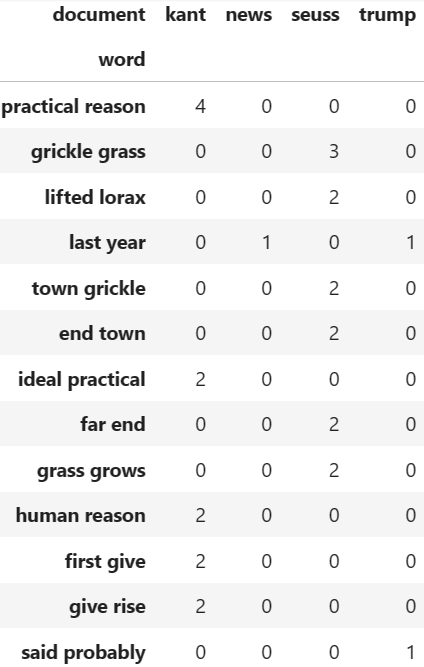 document kant news seuss trump
word
practical reason 4 0 0 0
grickle grass 0 0 3 0
lifted lorax 0 0 2 0
last year 0 1 0 1
town grickle 0 0 2 0
end town 0 0 2 0
ideal practical 2 0 0 0
far end 0 0 2 0
grass grows 0 0 2 0
human reason 2 0 0 0
first give 2 0 0 0
give rise 2 0 0 0
said probably 0 0 0 1